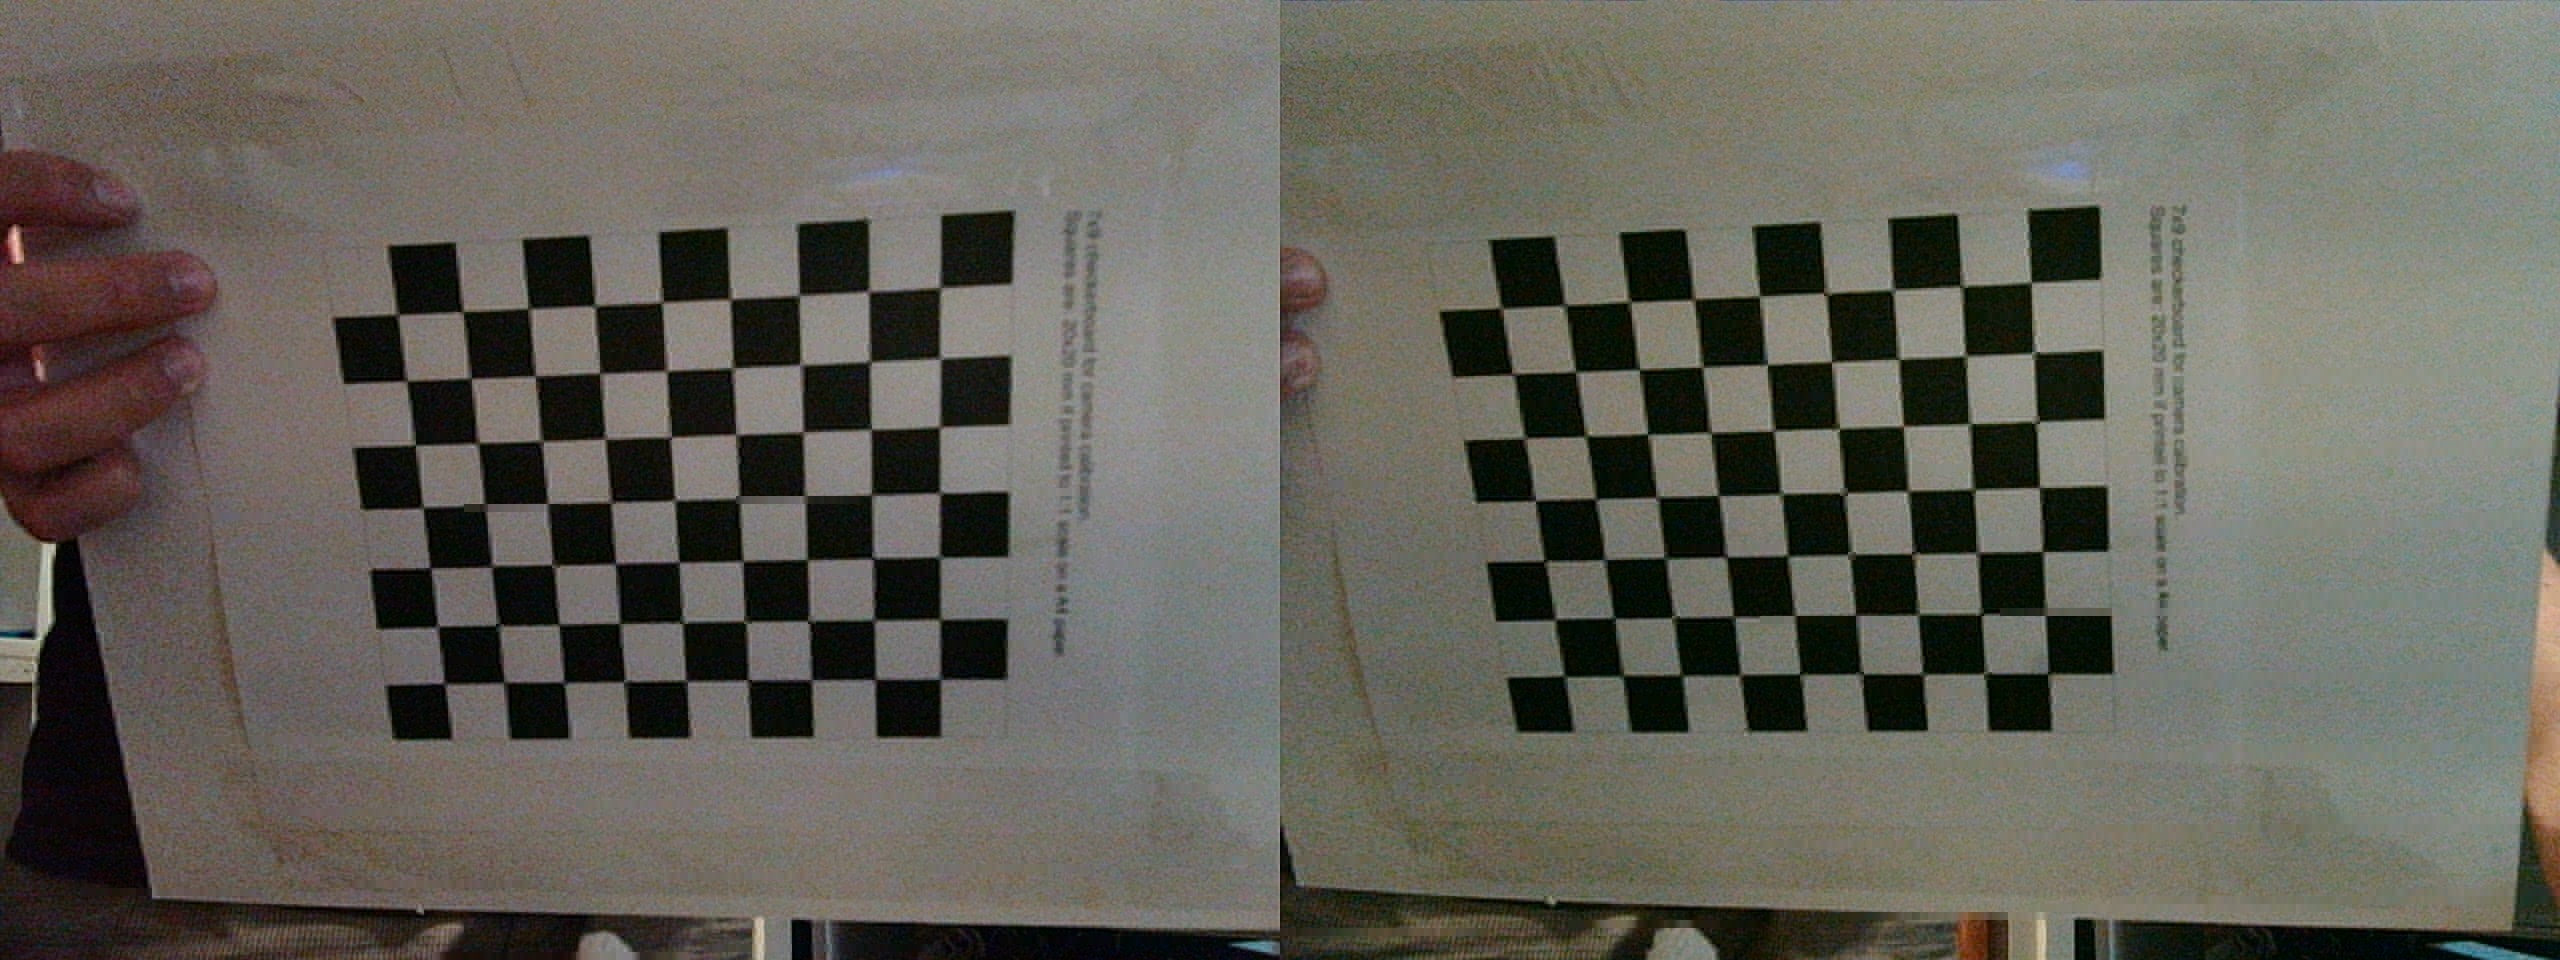 7x9 checkerboard for camera calibration.
Squares are 20x20 mm if printed to 1:1 scale on a A4 paper.
7x9 checkerboard for camera calibration.
Squares are 20x20 mm if printed to 1:1 scale on a A4 paper.